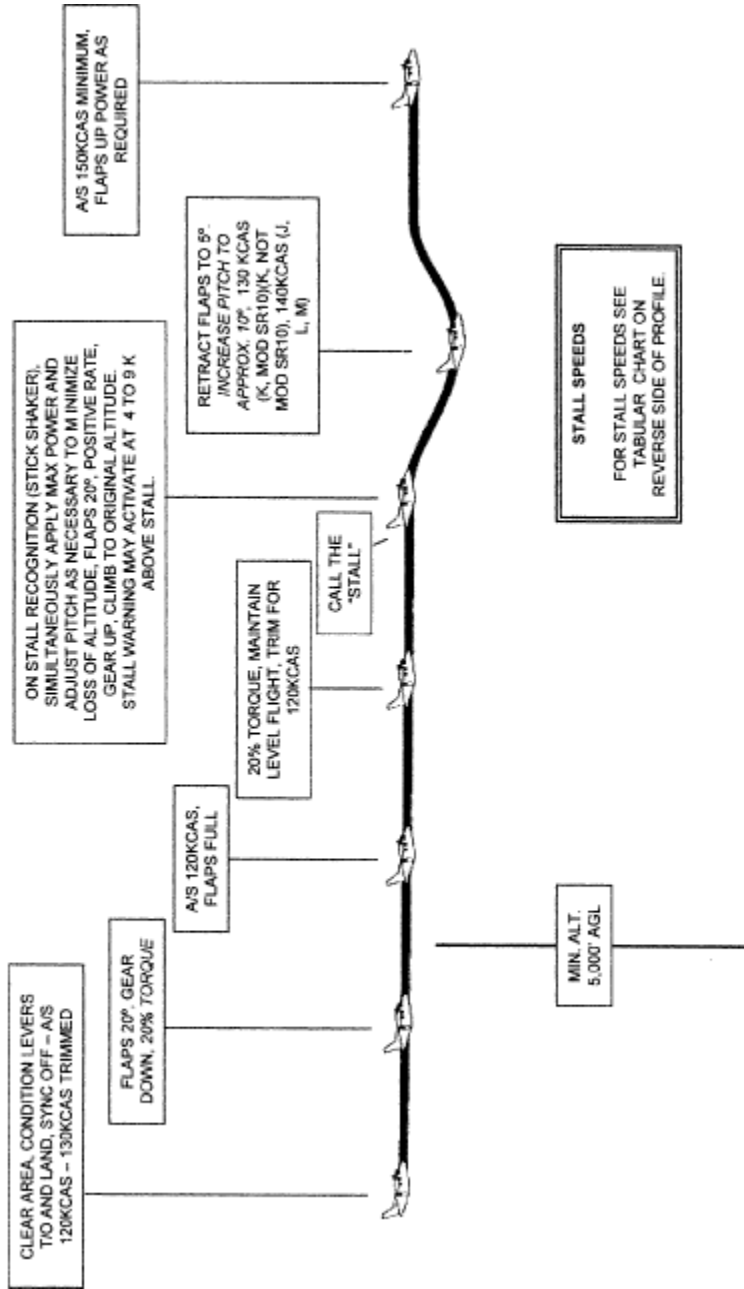 CLEAR AREA, CONDITION LEVERS
T/O AND LAND, SYNC OFF – A/S
120KCAS – 130KCAS TRIMMED
FLAPS 20º, GEAR
DOWN, 20% TORQUE
A/S 120KCAS,
FLAPS FULL
20% TORQUE, MAINTAIN
LEVEL FLIGHT, TRIM FOR
120KCAS
CALL THE
"STALL"
ON STALL RECOGNITION (STICK SHAKER),
SIMULTANEOUSLY APPLY MAX POWER AND
ADJUST PITCH AS NECESSARY TO M INIMIZE
LOSS OF ALTITUDE, FLAPS 20º, POSITIVE RATE,
GEAR UP, CLIMB TO ORIGINAL ALTITUDE.
STALL WARNING MAY ACTIVATE AT 4 TO 9 K
ABOVE STALL.
RETRACT FLAPS TO 5º.
INCREASE PITCH TO
APPROX. 10º, 130 KCAS
(K, MOD SR10)(K, NOT
MOD SR10), 140KCAS (J,
L, M)
A/S 150KCAS MINIMUM,
FLAPS UP POWER AS
REQUIRED
MIN. ALT.
5,000' AGL
STALL SPEEDS
FOR STALL SPEEDS SEE
TABULAR CHART ON
REVERSE SIDE OF PROFILE.